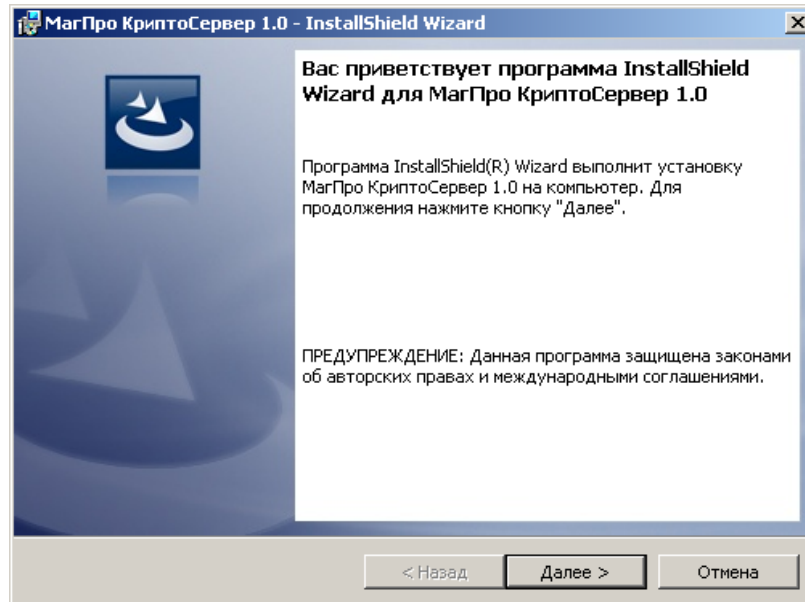 МагПро КриптоСервер 1.0 - InstallShield Wizard
Вас приветствует программа InstallShield
Wizard для МагПро КриптоСервер 1.0
Программа InstallShield(R) Wizard выполнит установку
МагПро КриптоСервер 1.0 на компьютер. Для
продолжения нажмите кнопку "Далее".
ПРЕДУПРЕЖДЕНИЕ: Данная программа защищена законами
об авторских правах и международными соглашениями.
< Назад
Далее >
Отмена